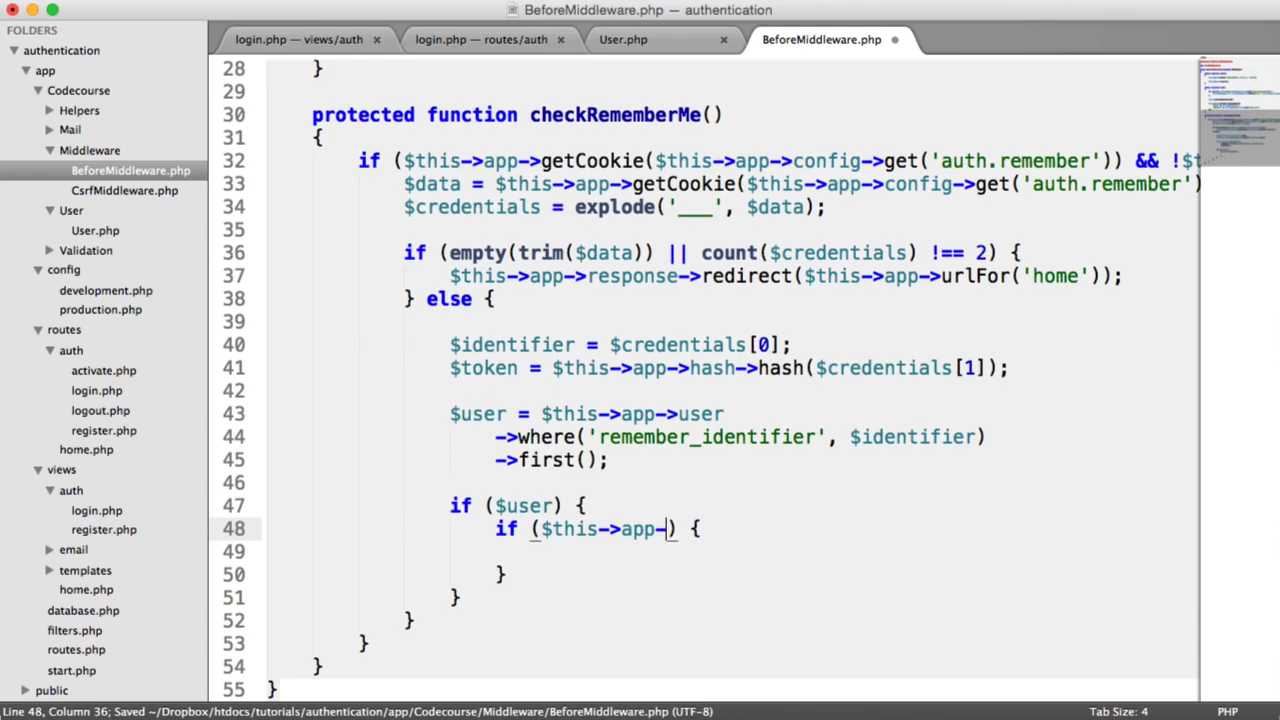 BeforeMiddleware.php — authentication
FOLDERS
authentication
app
Codecourse
Helpers
Mail
Middleware
BeforeMiddleware.php
CsrfMiddleware.php
User
User.php
Validation
config
development.php
production.php
routes
auth
activate.php
login.php
logout.php
register.php
home.php
views
auth
login.php
register.php
email
templates
home.php
database.php
filters.php
routes.php
start.php
public
login.php — views/auth ×
login.php — routes/auth ×
User.php ×
BeforeMiddleware.php
28 }
29
30 protected function checkRememberMe()
31 {
32 if ($this->app->getCookie($this->app->config->get('auth.remember')) && !$t
33 $data = $this->app->getCookie($this->app->config->get('auth.remember')
34 $credentials = explode('___', $data);
35
36 if (empty(trim($data)) || count($credentials) !== 2) {
37 $this->app->response->redirect($this->app->urlFor('home'));
38 } else {
39
40 $identifier = $credentials[0];
41 $token = $this->app->hash->hash($credentials[1]);
42
43 $user = $this->app->user
44 ->where('remember_identifier', $identifier)
45 ->first();
46
47 if ($user) {
48 if ($this->app-) {
49
50 }
51 }
52 }
53 }
54 }
55 }
Line 48, Column 36; Saved ~/Dropbox/htdocs/tutorials/authentication/app/Codecourse/Middleware/BeforeMiddleware.php (UTF-8) Tab Size: 4 PHP